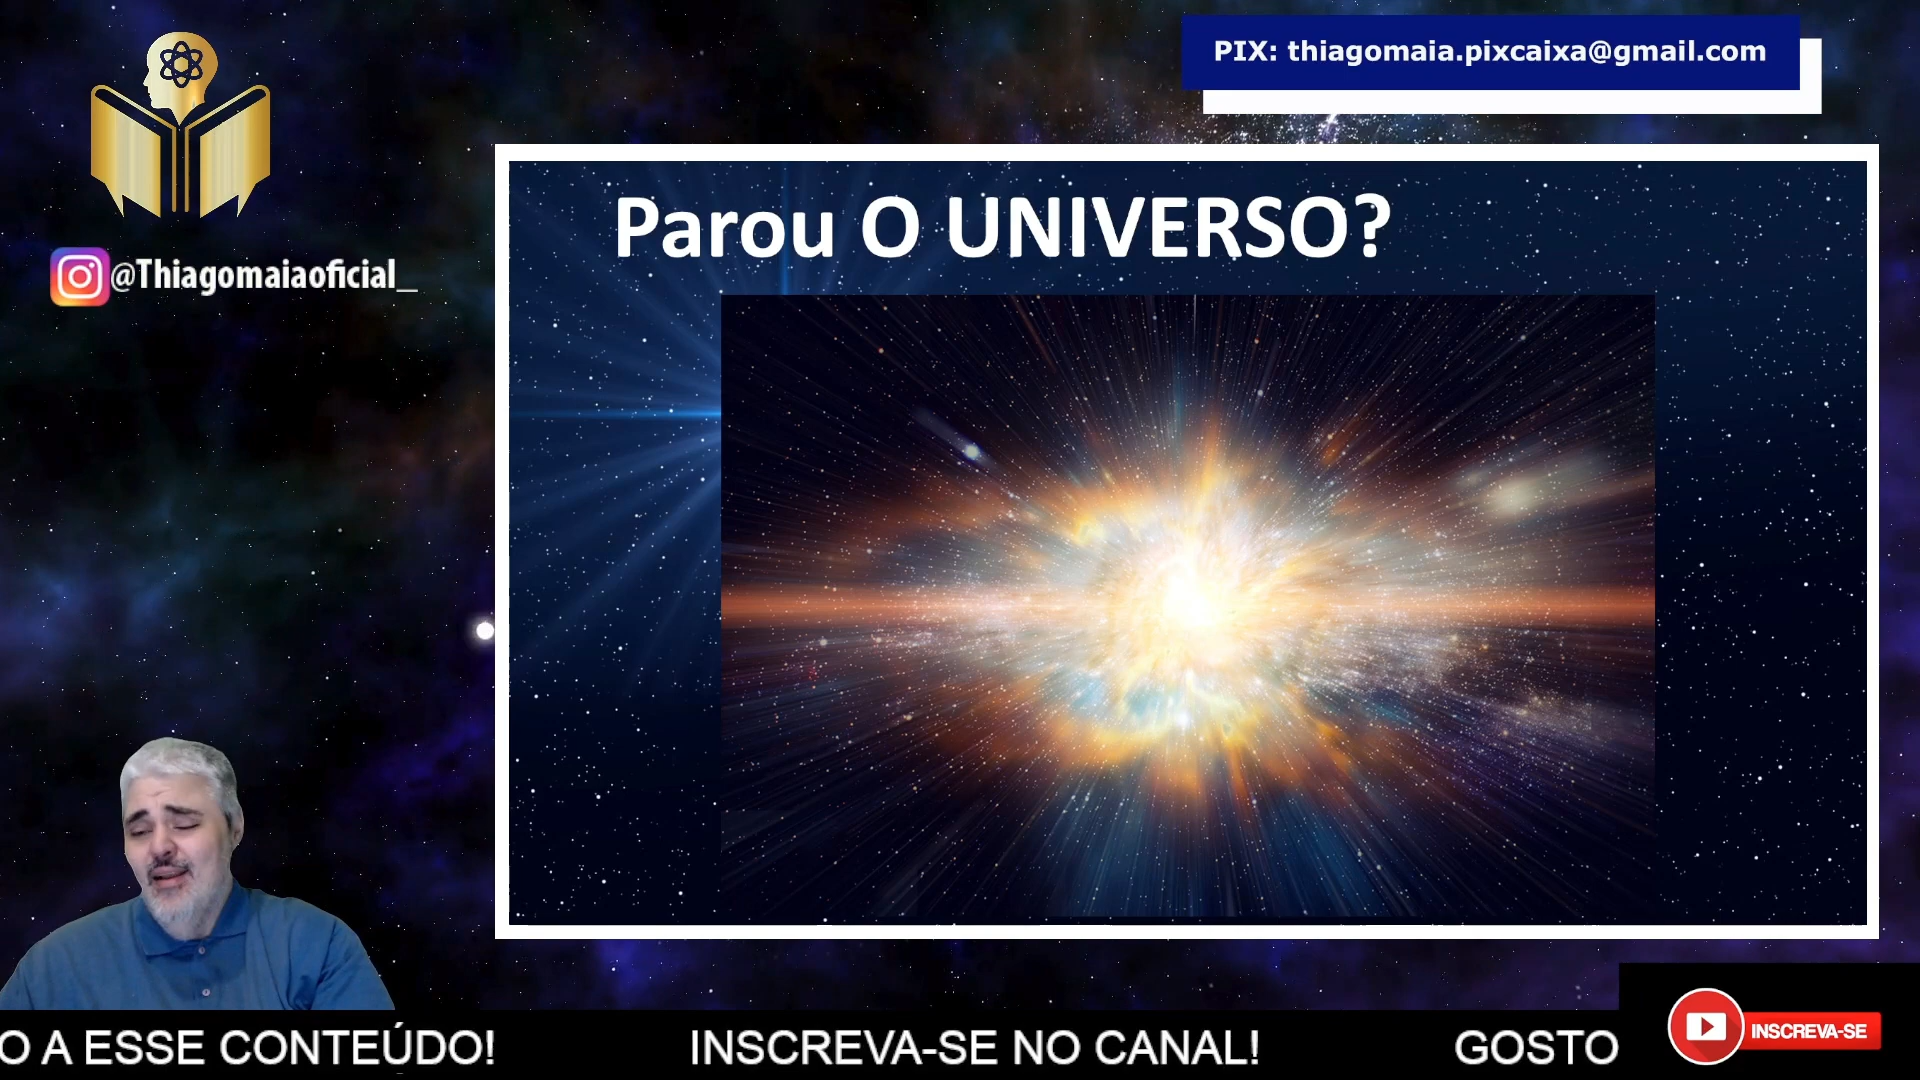 PIX: thiagomaia.pixcaixa@gmail.com
@Thiagomaiaoficial_
Parou O UNIVERSO?
O A ESSE CONTEÚDO! INSCREVA-SE NO CANAL! GOSTO
INSCREVA-SE